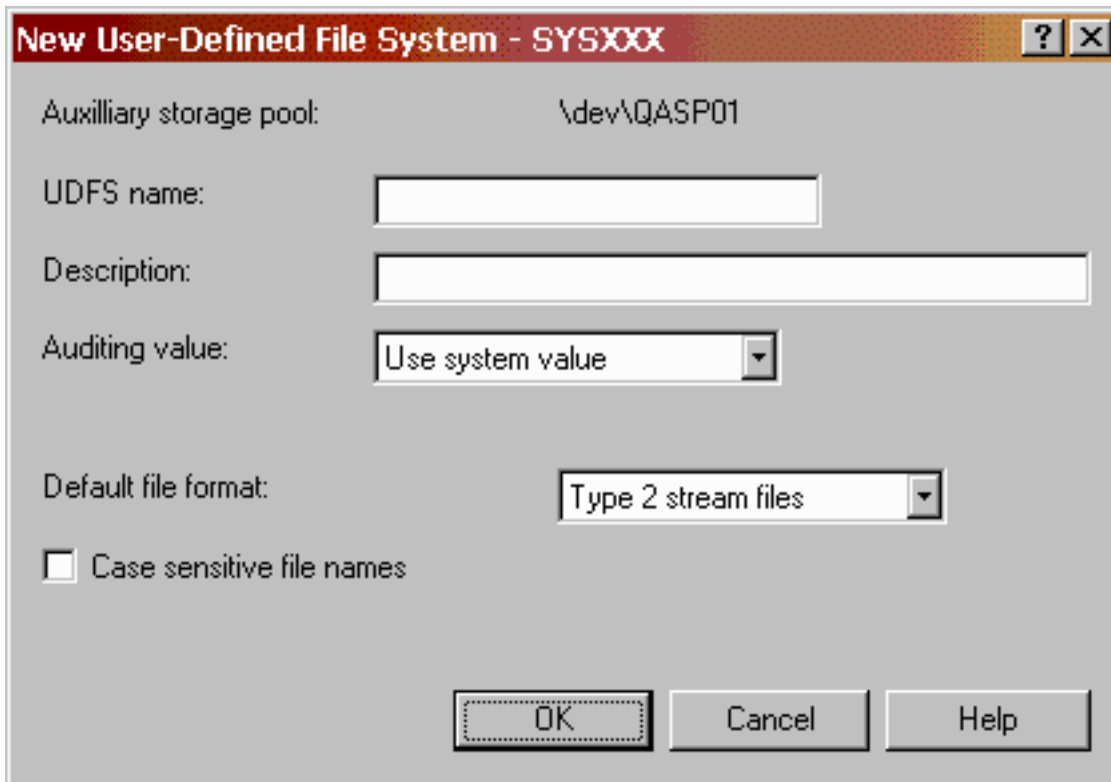 New User-Defined File System - SYSXXX
Auxilliary storage pool: \dev\QASP01
UDFS name:
Description:
Auditing value: Use system value
Default file format: Type 2 stream files
Case sensitive file names
OK Cancel Help